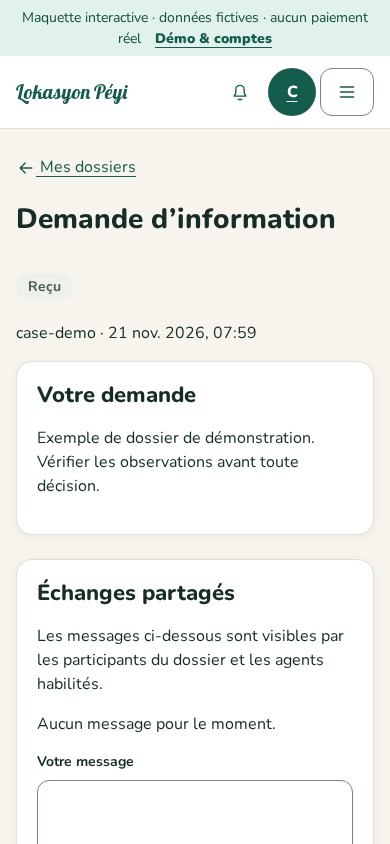 Maquette interactive · données fictives · aucun paiement
réel Démo & comptes
Lokasyon Péyi
C
← Mes dossiers
Demande d’information
Reçu
case-demo · 21 nov. 2026, 07:59
Votre demande
Exemple de dossier de démonstration.
Vérifier les observations avant toute
décision.
Échanges partagés
Les messages ci-dessous sont visibles par
les participants du dossier et les agents
habilités.
Aucun message pour le moment.
Votre message